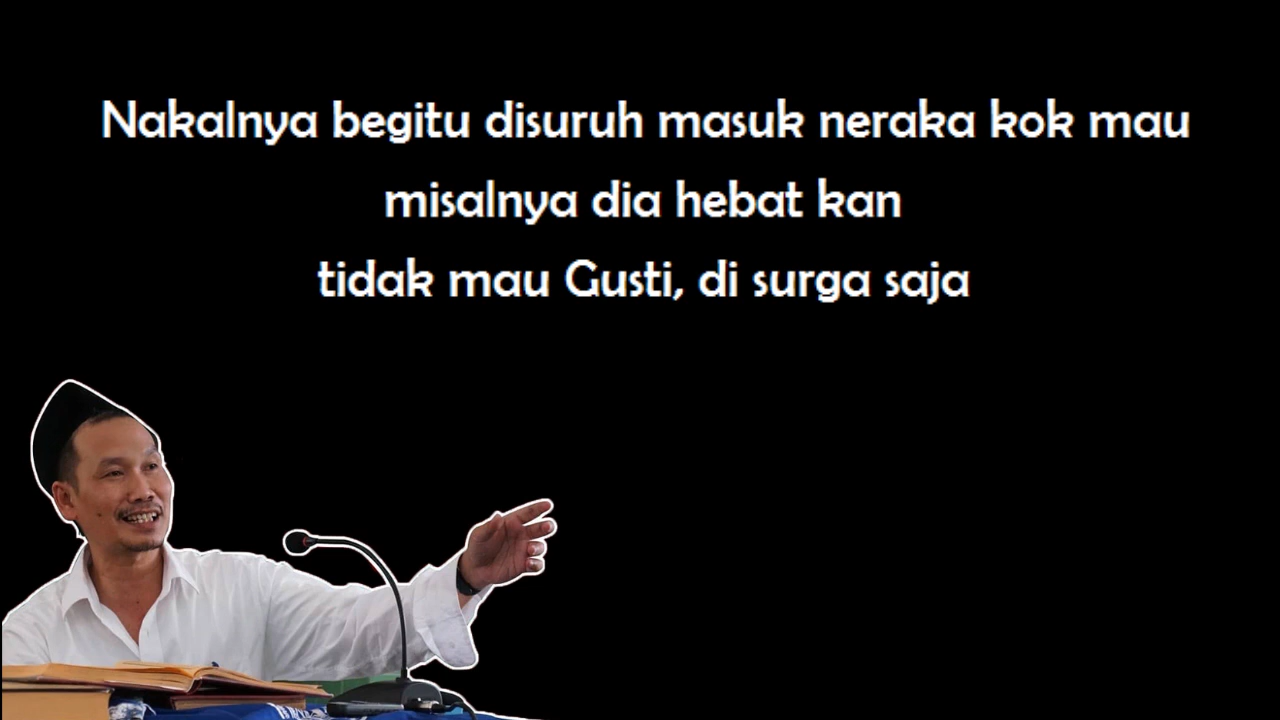 Nakalnya begitu disuruh masuk neraka kok mau
misalnya dia hebat kan
tidak mau Gusti, di surga saja